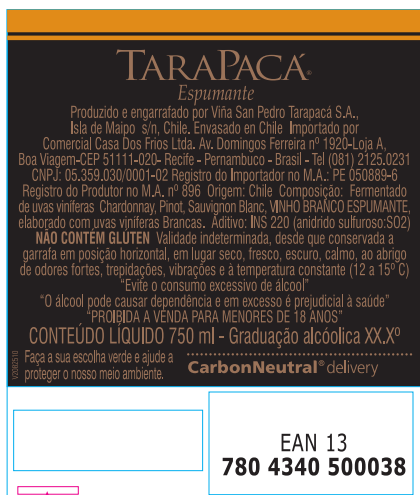 TARAPACÁ®
Espumante
Produzido e engarrafado por Viña San Pedro Tarapacá S.A.,
Isla de Maipo s/n, Chile. Envasado en Chile Importado por
Comercial Casa Dos Frios Ltda. Av. Domingos Ferreira nº 1920-Loja A,
Boa Viagem-CEP 51111-020- Recife - Pernambuco - Brasil - Tel (081) 2125.0231
CNPJ: 05.359.030/0001-02 Registro do Importador no M.A.: PE 050889-6
Registro do Produtor no M.A. nº 896 Origem: Chile Composição: Fermentado
de uvas viníferas Chardonnay, Pinot, Sauvignon Blanc, VINHO BRANCO ESPUMANTE,
elaborado com uvas viníferas Brancas. Aditivo: INS 220 (anidrido sulfuroso:SO2)
NÃO CONTÉM GLUTEN Validade indeterminada, desde que conservada a
garrafa em posição horizontal, em lugar seco, fresco, escuro, calmo, ao abrigo
de odores fortes, trepidações, vibrações e à temperatura constante (12 a 15º C)
"Evite o consumo excessivo de álcool"
"O álcool pode causar dependência e em excesso é prejudicial à saúde"
"PROIBIDA A VENDA PARA MENORES DE 18 ANOS"
CONTEÚDO LÍQUIDO 750 ml - Graduação alcóolica XX.Xº
Faça a sua escolha verde e ajude a
proteger o nosso meio ambiente.
CarbonNeutral® delivery
EAN 13
780 4340 500038